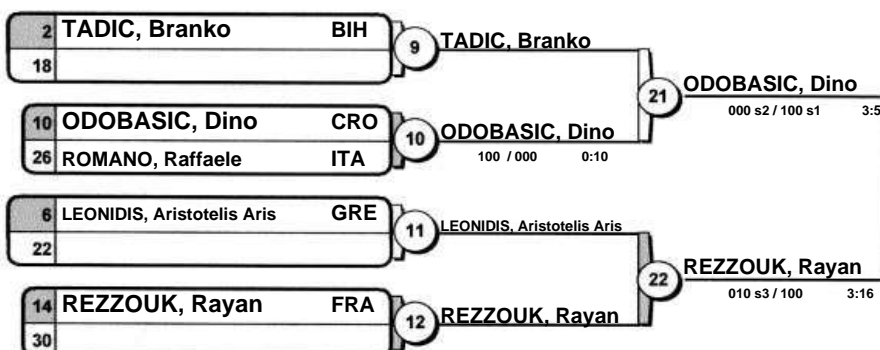 2 TADIC, Branko BIH
18
9 TADIC, Branko
10 ODOBASIC, Dino CRO
26 ROMANO, Raffaele ITA
10 ODOBASIC, Dino
100 / 000 0:10
21 ODOBASIC, Dino
000 s2 / 100 s1 3:5
6 LEONIDIS, Aristotelis Aris GRE
22
11 LEONIDIS, Aristotelis Aris
14 REZZOUK, Rayan FRA
30
12 REZZOUK, Rayan
22 REZZOUK, Rayan
010 s3 / 100 3:16